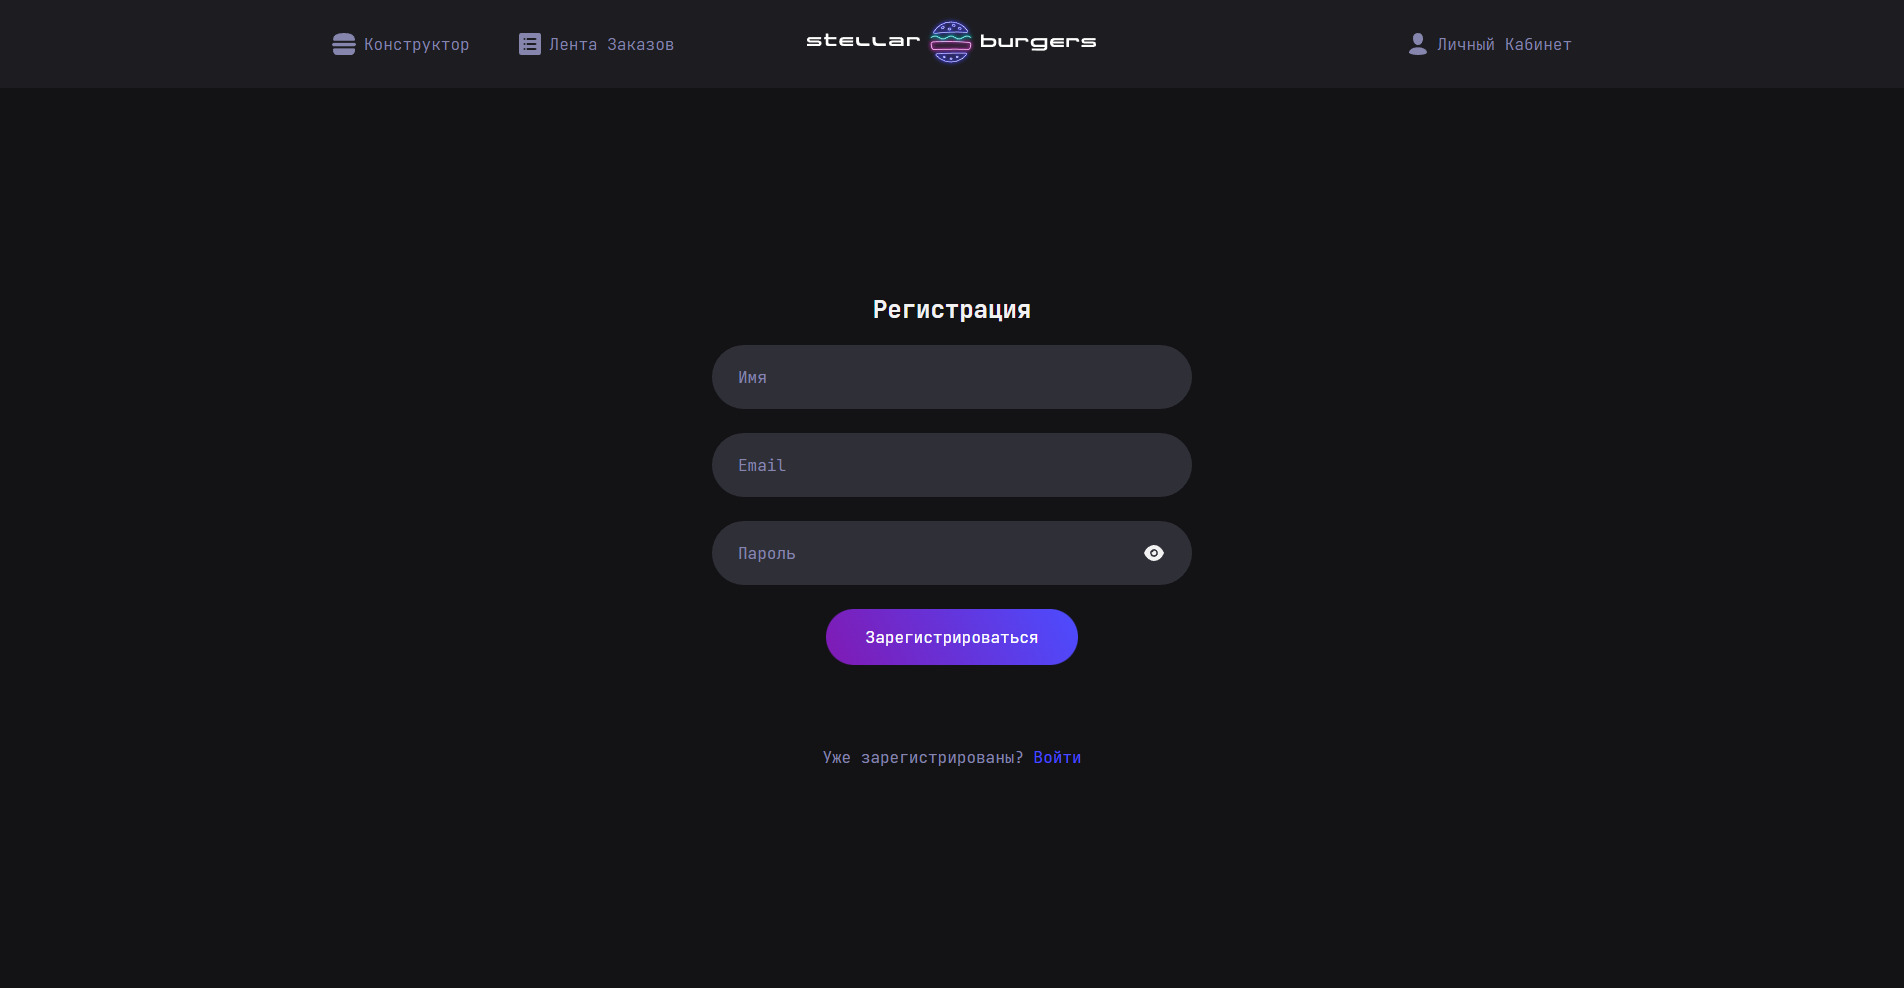 Конструктор
Лента Заказов
stellar burgers
Личный Кабинет
Регистрация
Имя
Email
Пароль
Зарегистрироваться
Уже зарегистрированы? Войти